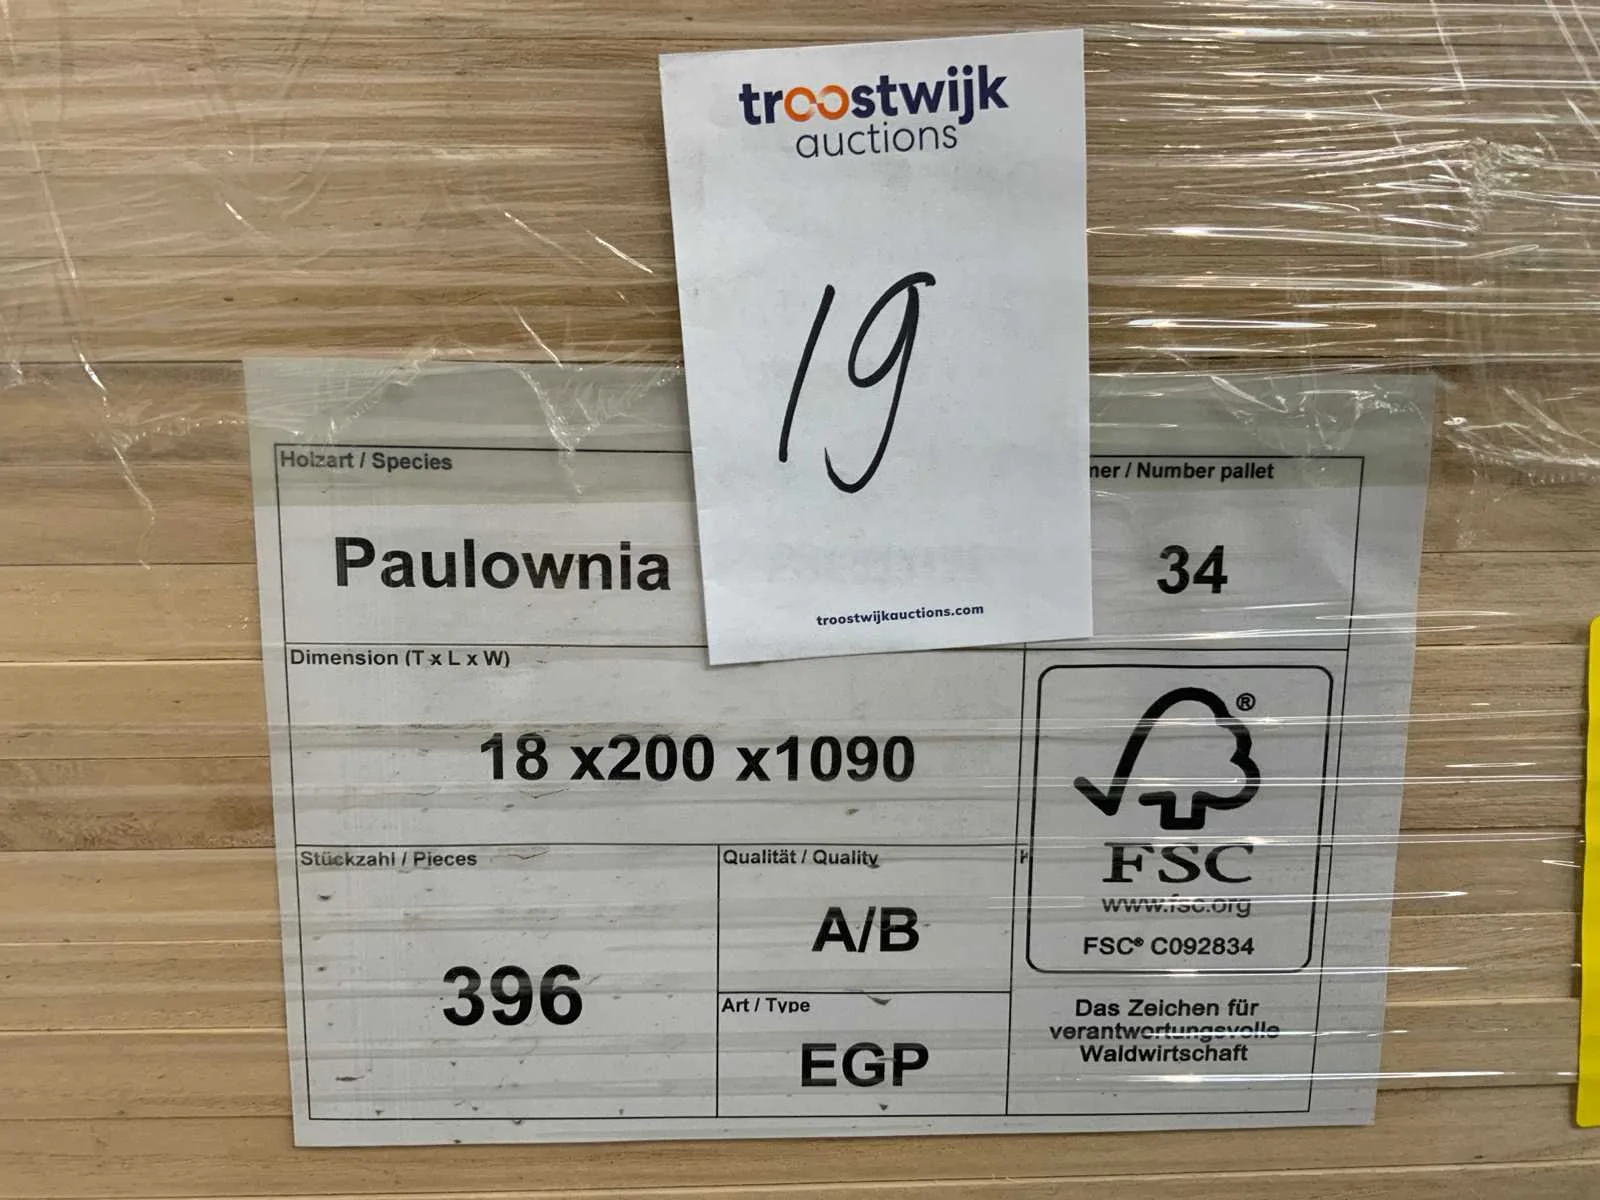 troostwijk
auctions
19
troostwijkauctions.com
Holzart / Species
Paulownia
/ Number pallet
34
Dimension (T x L x W)
18 x200 x1090
Stückzahl / Pieces
396
Qualität / Quality
A/B
Art / Type
EGP
®
FSC
www.fsc.org
FSC® C092834
Das Zeichen für
verantwortungsvolle
Waldwirtschaft